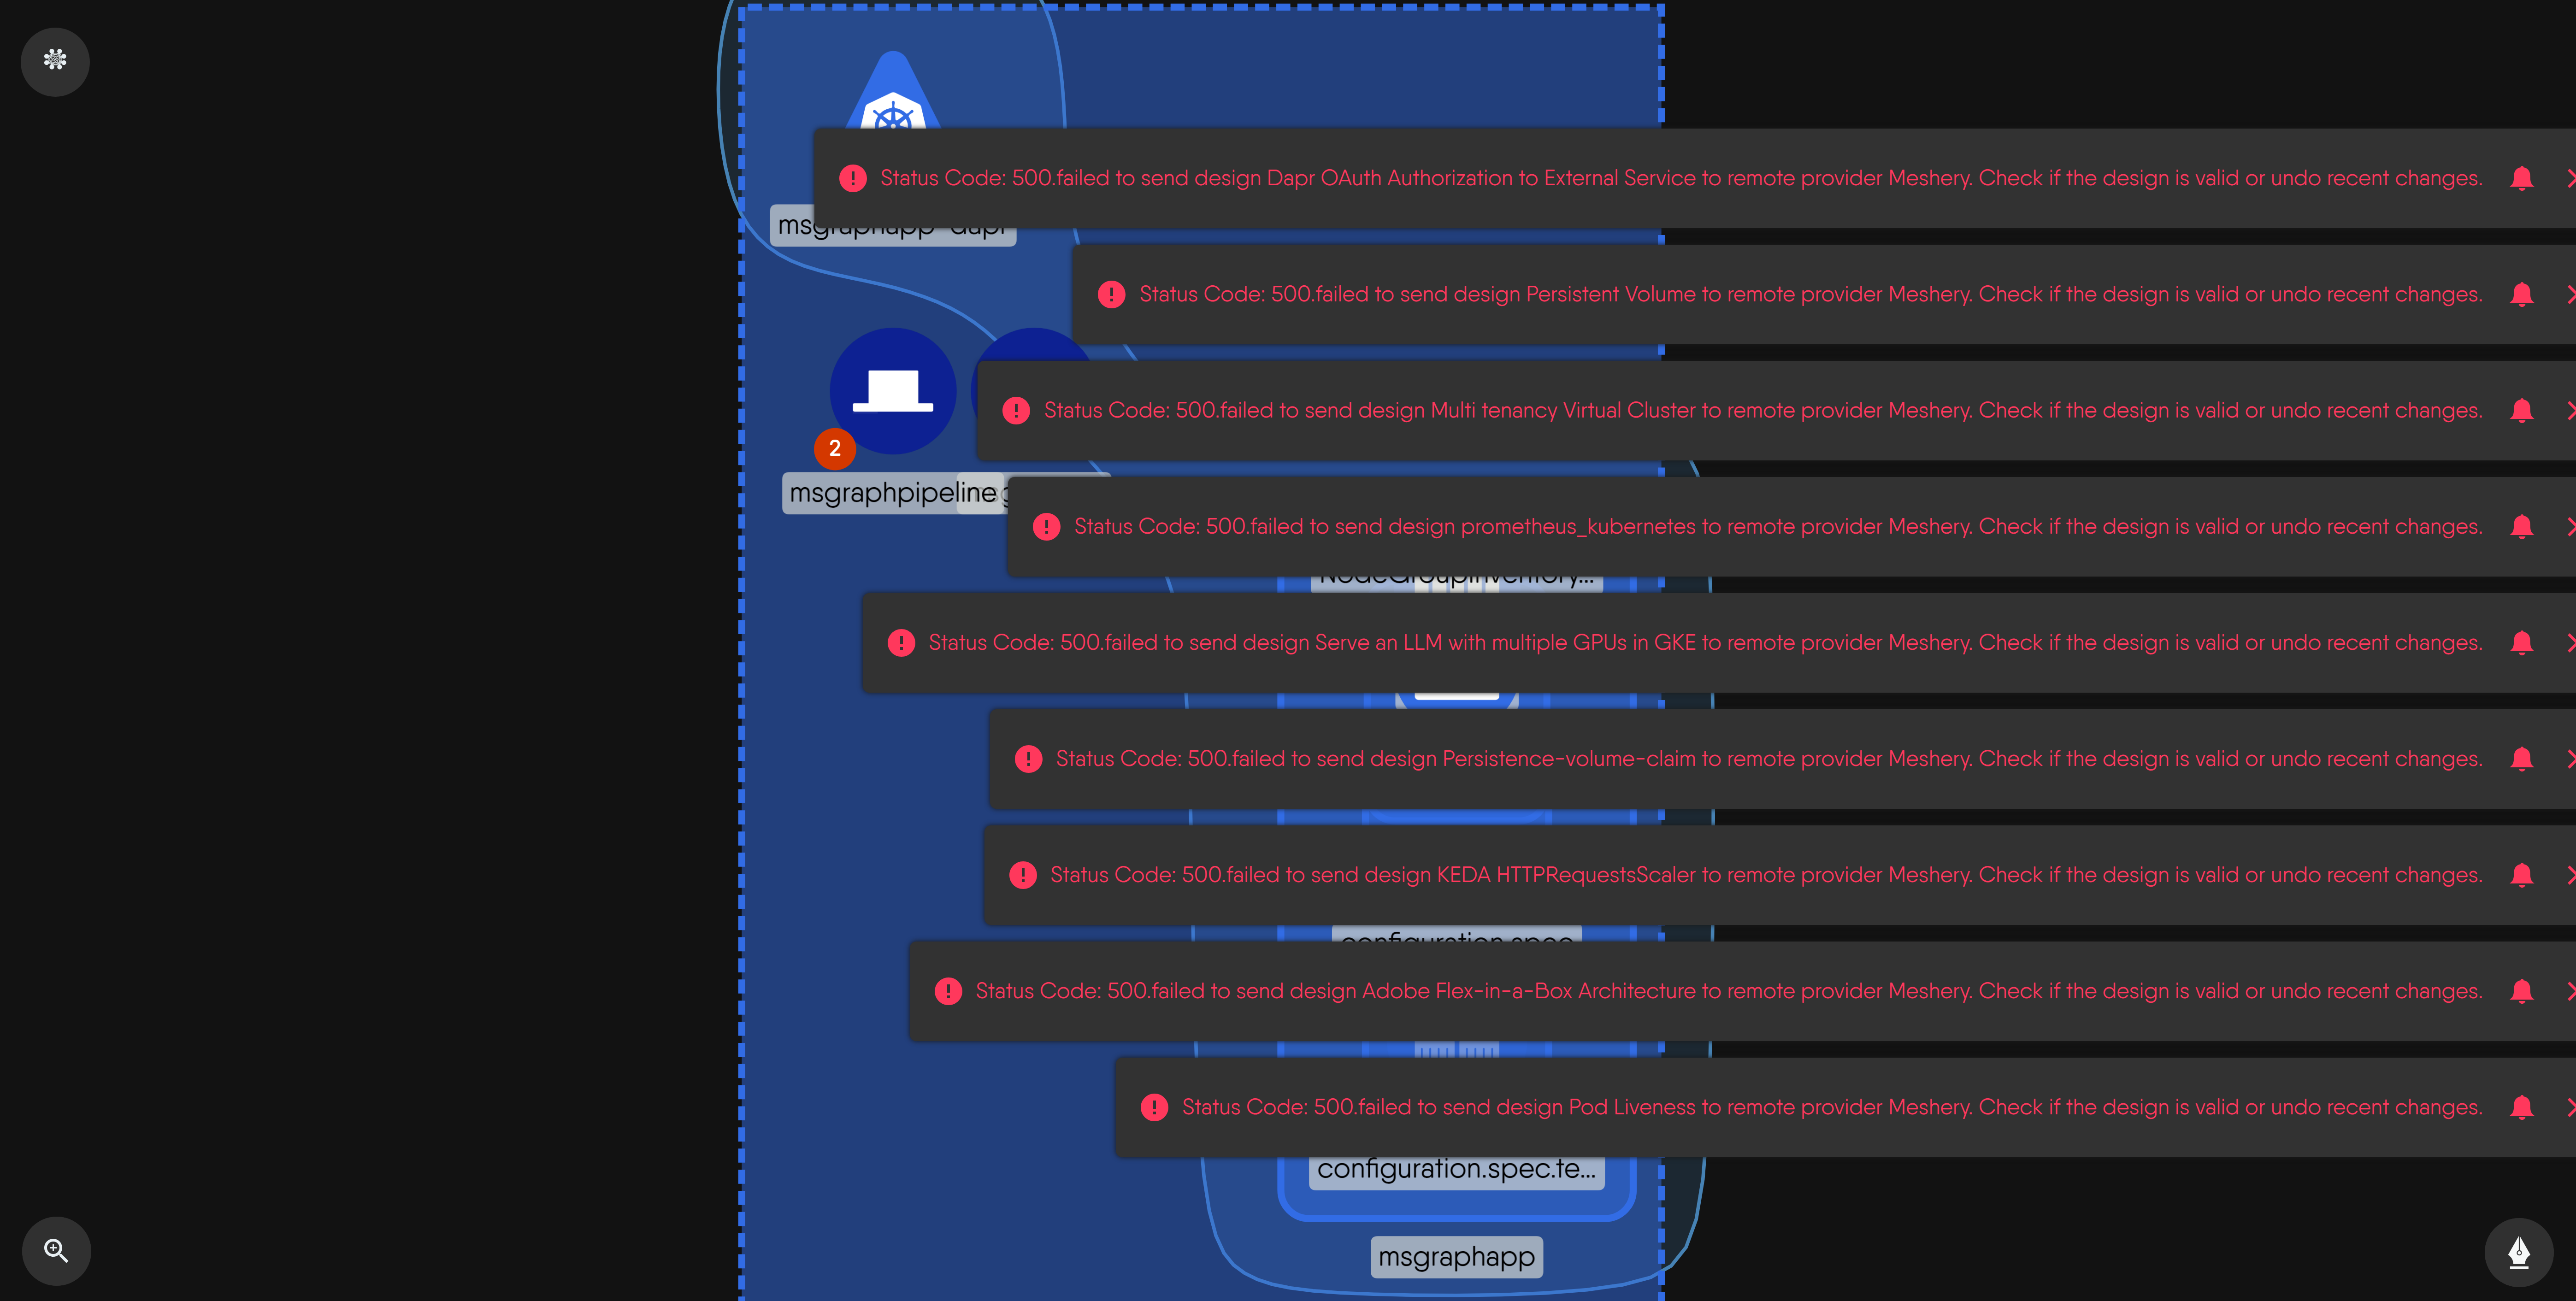 Status Code: 500.failed to send design Dapr OAuth Authorization to External Service to remote provider Meshery. Check if the design is valid or undo recent changes.
msgraphapp-dapr
Status Code: 500.failed to send design Persistent Volume to remote provider Meshery. Check if the design is valid or undo recent changes.
Status Code: 500.failed to send design Multi tenancy Virtual Cluster to remote provider Meshery. Check if the design is valid or undo recent changes.
2
msgraphpipeline
Status Code: 500.failed to send design prometheus_kubernetes to remote provider Meshery. Check if the design is valid or undo recent changes.
NodeGroupInventory...
Status Code: 500.failed to send design Serve an LLM with multiple GPUs in GKE to remote provider Meshery. Check if the design is valid or undo recent changes.
Status Code: 500.failed to send design Persistence-volume-claim to remote provider Meshery. Check if the design is valid or undo recent changes.
Status Code: 500.failed to send design KEDA HTTPRequestsScaler to remote provider Meshery. Check if the design is valid or undo recent changes.
configuration.spec
Status Code: 500.failed to send design Adobe Flex-in-a-Box Architecture to remote provider Meshery. Check if the design is valid or undo recent changes.
Status Code: 500.failed to send design Pod Liveness to remote provider Meshery. Check if the design is valid or undo recent changes.
configuration.spec.te...
msgraphapp